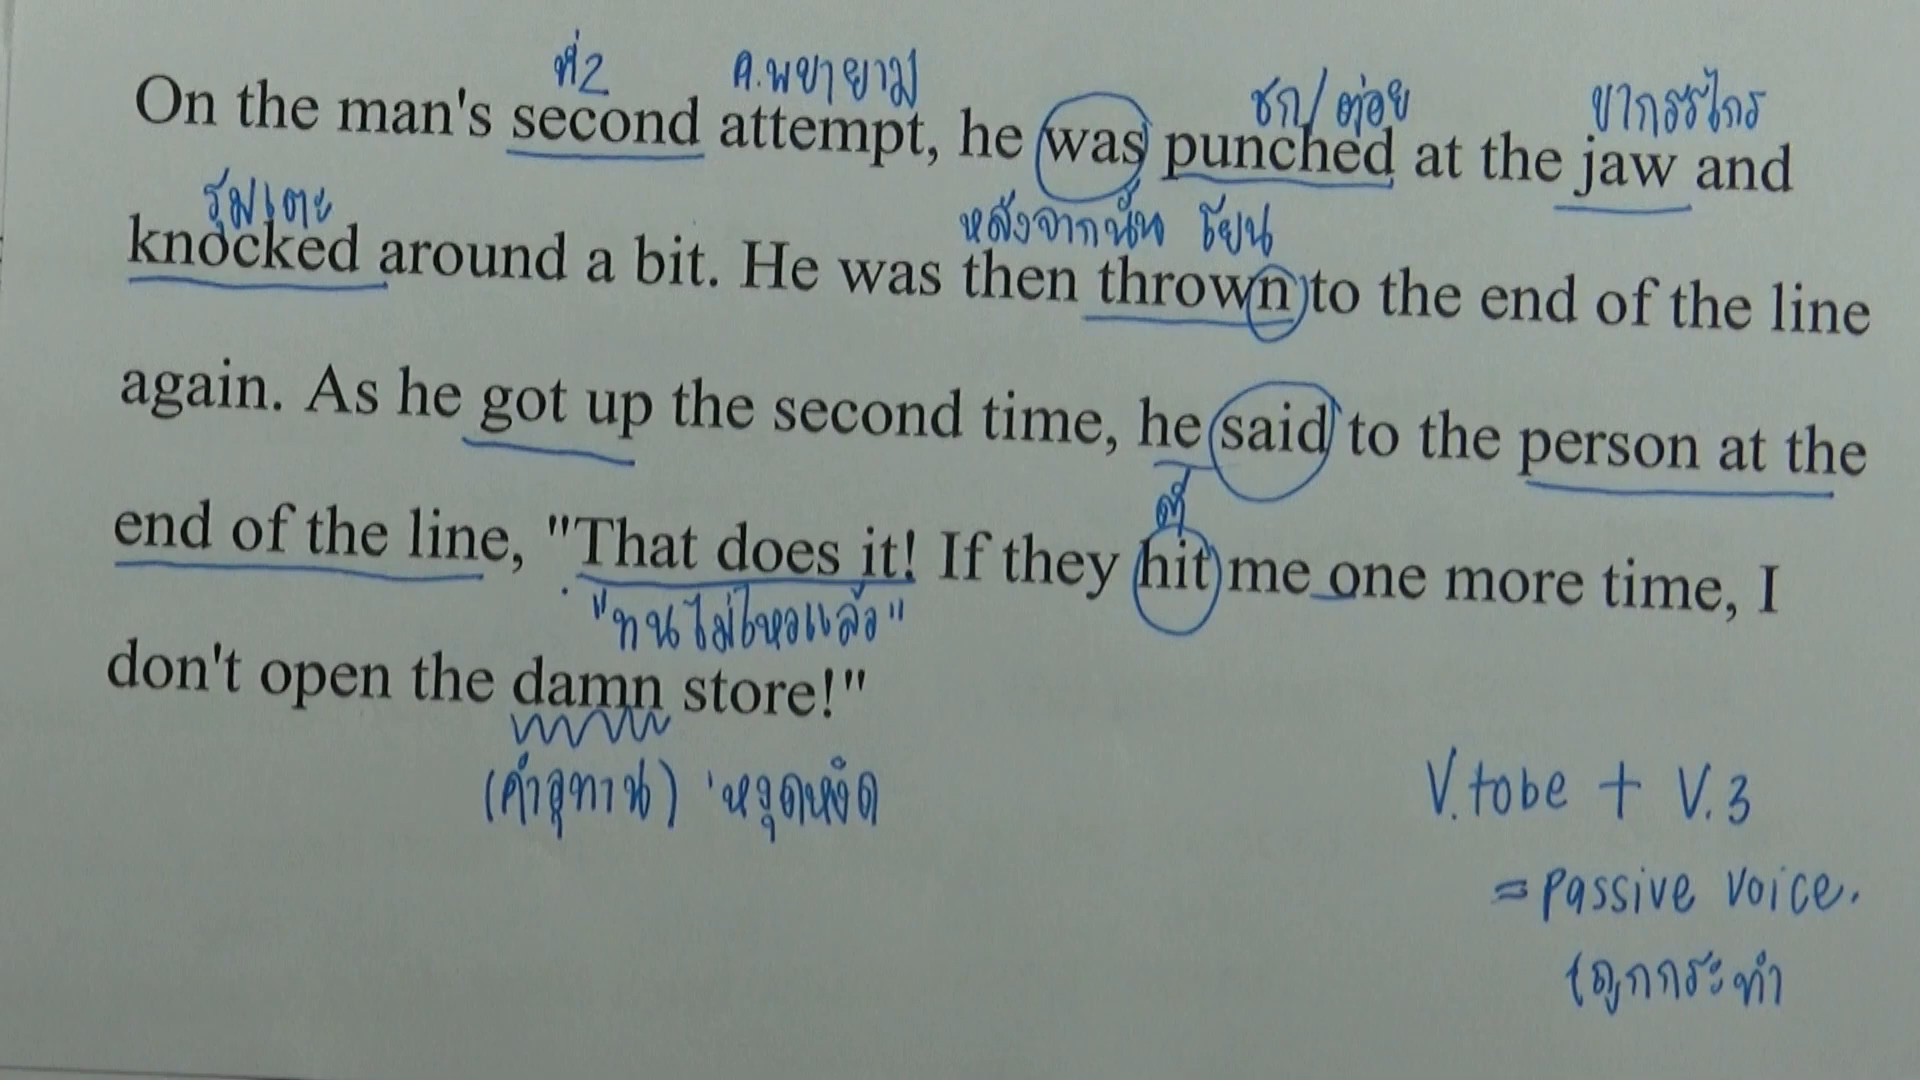 ที่2 ค.พยายาม ชก/ต่อย ขากรรไกร
On the man's second attempt, he was punched at the jaw and
รุมเตะ หลังจากนั้น โยน
knocked around a bit. He was then thrown to the end of the line
again. As he got up the second time, he said to the person at the
ตี
end of the line, "That does it! If they hit me one more time, I
"ทนไม่ไหวแล้ว"
don't open the damn store!"
(คำอุทาน) หงุดหงิด
V.tobe + V.3
= passive voice.
(ถูกกระทำ